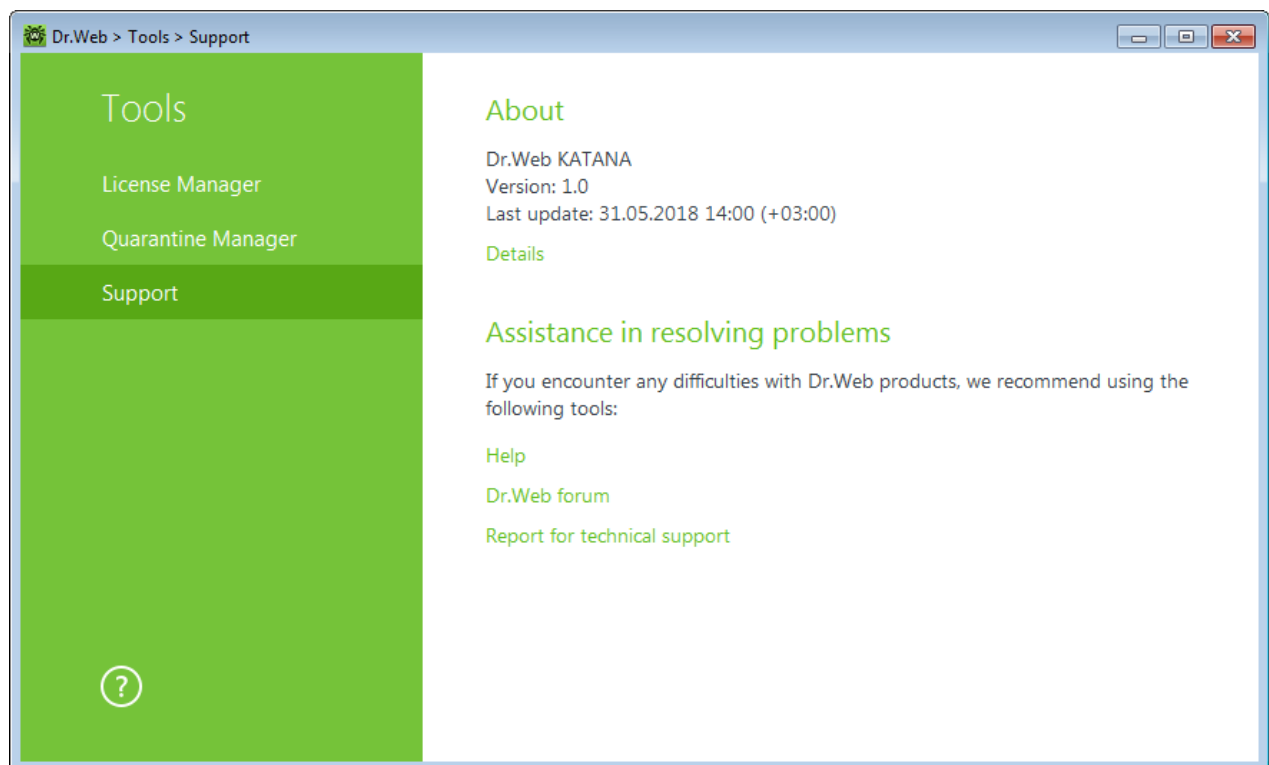 Dr.Web > Tools > Support
Tools
License Manager
Quarantine Manager
Support
?
About
Dr.Web KATANA
Version: 1.0
Last update: 31.05.2018 14:00 (+03:00)
Details
Assistance in resolving problems
If you encounter any difficulties with Dr.Web products, we recommend using the
following tools:
Help
Dr.Web forum
Report for technical support